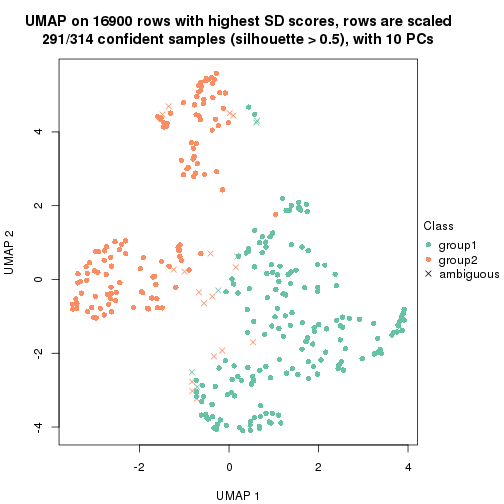 UMAP on 16900 rows with highest SD scores, rows are scaled
291/314 confident samples (silhouette > 0.5), with 10 PCs
4
2
0
-2
-4
UMAP 2
-2
0
2
4
UMAP 1
Class
group1
group2
ambiguous